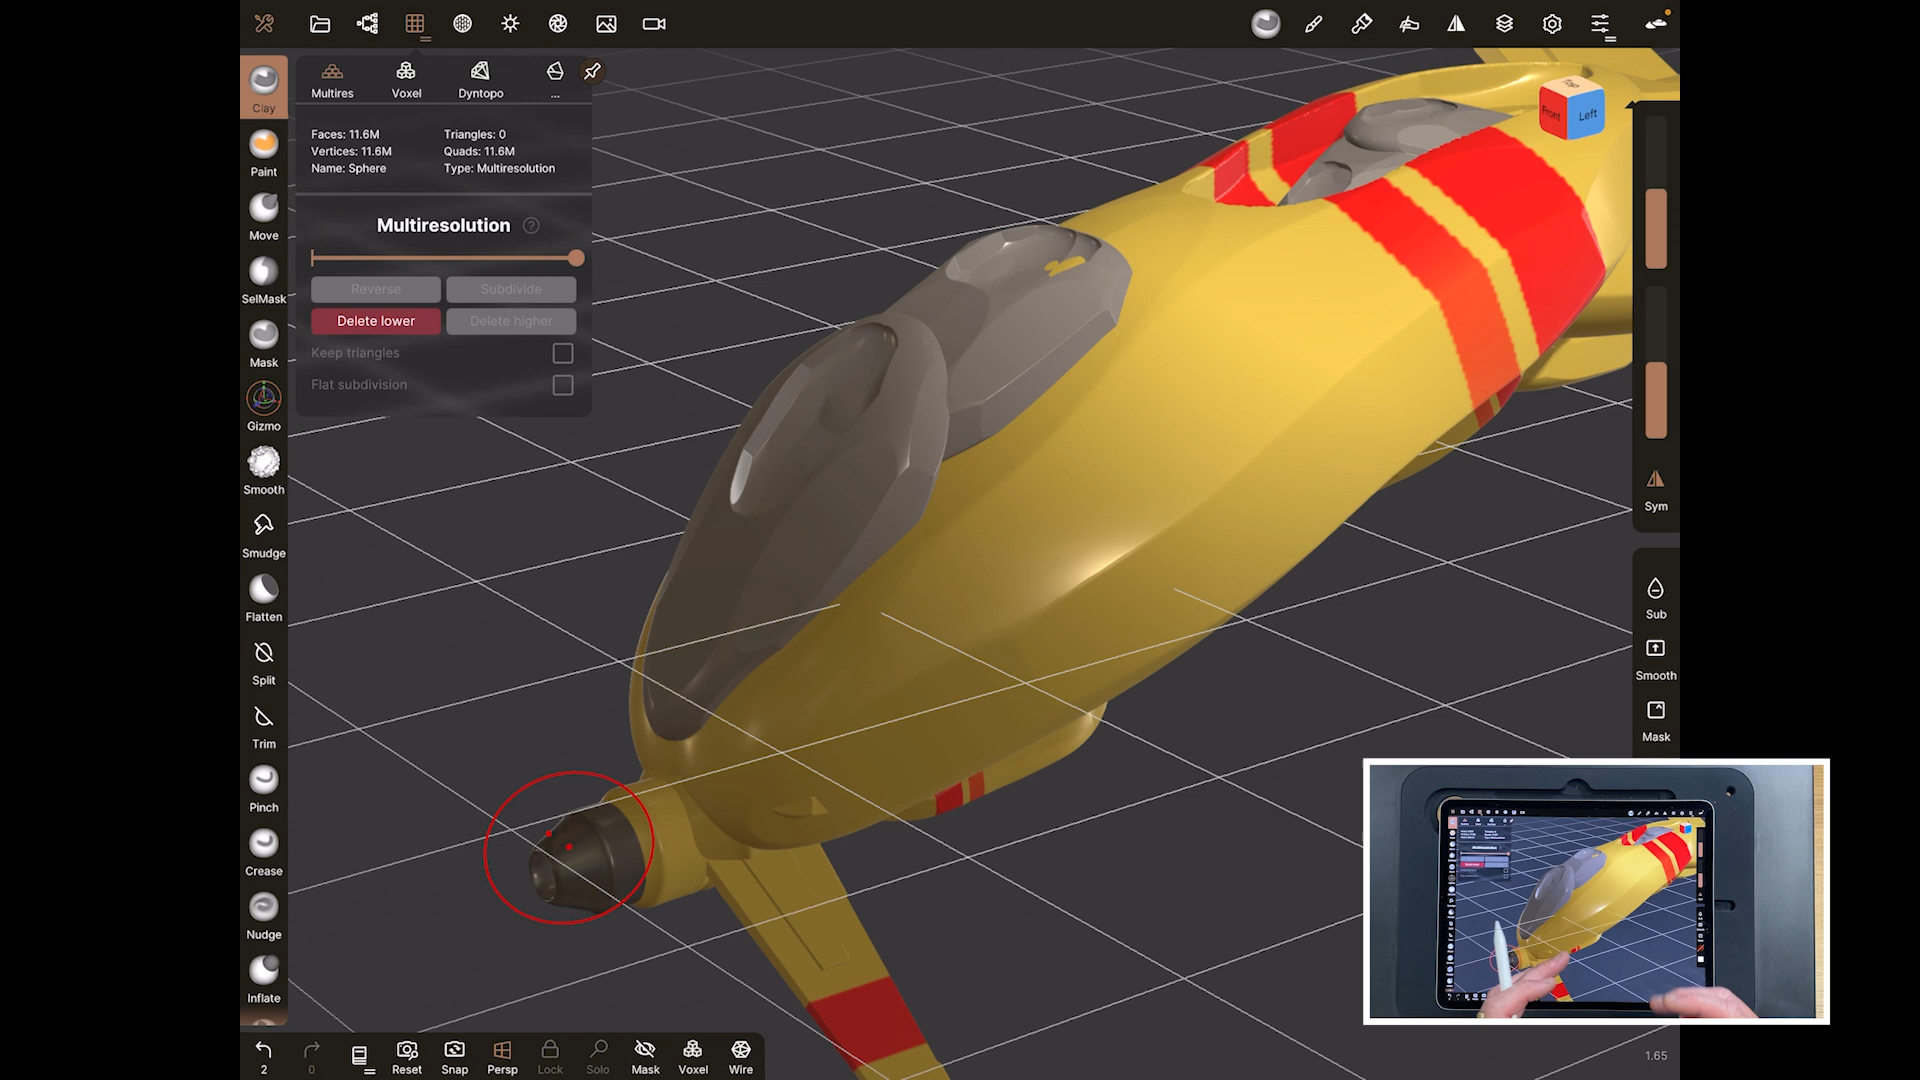 Multires
Voxel
Dyntopo
...
Faces: 11.6M
Triangles: 0
Vertices: 11.6M
Quads: 11.6M
Name: Sphere
Type: Multiresolution
Multiresolution ?
Reverse
Subdivide
Delete lower
Delete higher
Keep triangles
Flat subdivision
Clay
Paint
Move
SelMask
Mask
Gizmo
Smooth
Smudge
Flatten
Split
Trim
Pinch
Crease
Nudge
Inflate
Top
Front
Left
Sym
Sub
Smooth
Mask
2
0
Reset
Snap
Persp
Lock
Solo
Mask
Voxel
Wire
1.65
Multiresolution